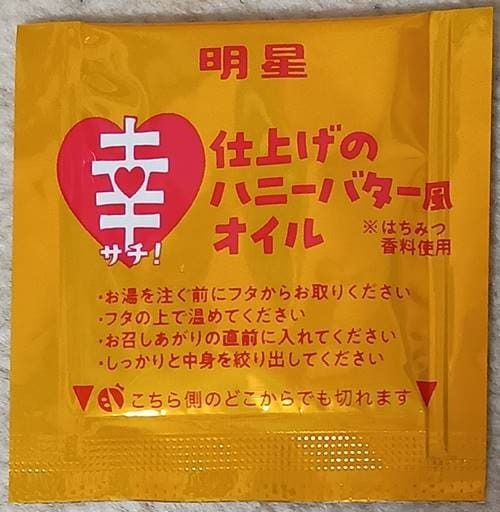 明星
幸
サチ!
仕上げの
ハニーバター風
オイル
※はちみつ
香料使用
・お湯を注ぐ前にフタからお取りください
・フタの上で温めてください
・お召しあがりの直前に入れてください
・しっかりと中身を絞り出してください
▼こちら側のどこからでも切れます▼